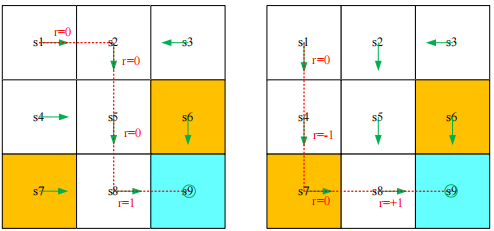 s1 r=0 s2 s3
r=0
s4 s5 r=0 s6
s7 s8 s9
r=1
s1 s2 s3
r=0
s4 s5 s6
r=-1
s7 s8 s9
r=0 r=+1